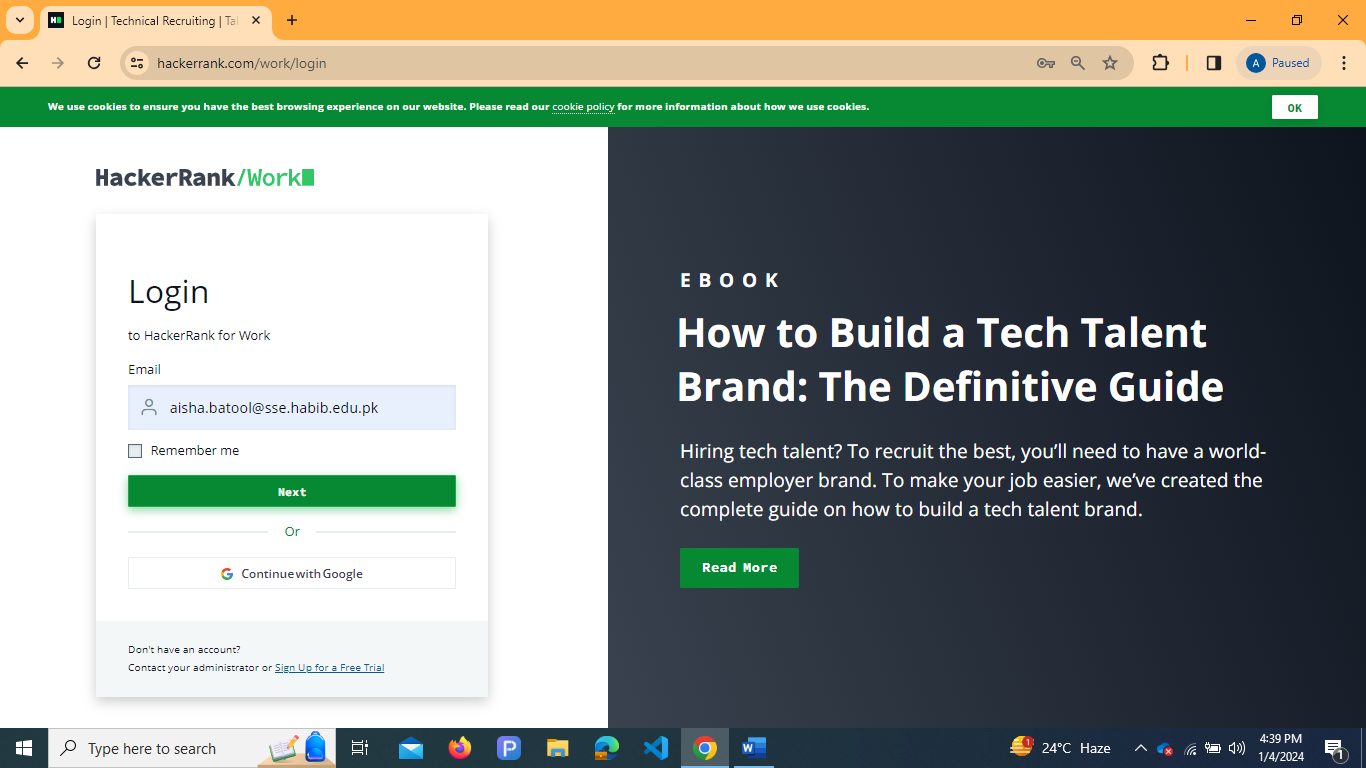 Login | Technical Recruiting | Tal
hackerrank.com/work/login
A Paused
We use cookies to ensure you have the best browsing experience on our website. Please read our cookie policy for more information about how we use cookies.
OK
HackerRank/Work
Login
to HackerRank for Work
Email
aisha.batool@sse.habib.edu.pk
Remember me
Next
Or
Continue with Google
Don't have an account?
Contact your administrator or Sign Up for a Free Trial
EBOOK
How to Build a Tech Talent
Brand: The Definitive Guide
Hiring tech talent? To recruit the best, you’ll need to have a world-
class employer brand. To make your job easier, we’ve created the
complete guide on how to build a tech talent brand.
Read More
Type here to search
1
24°C Haze
4:39 PM
1/4/2024
1